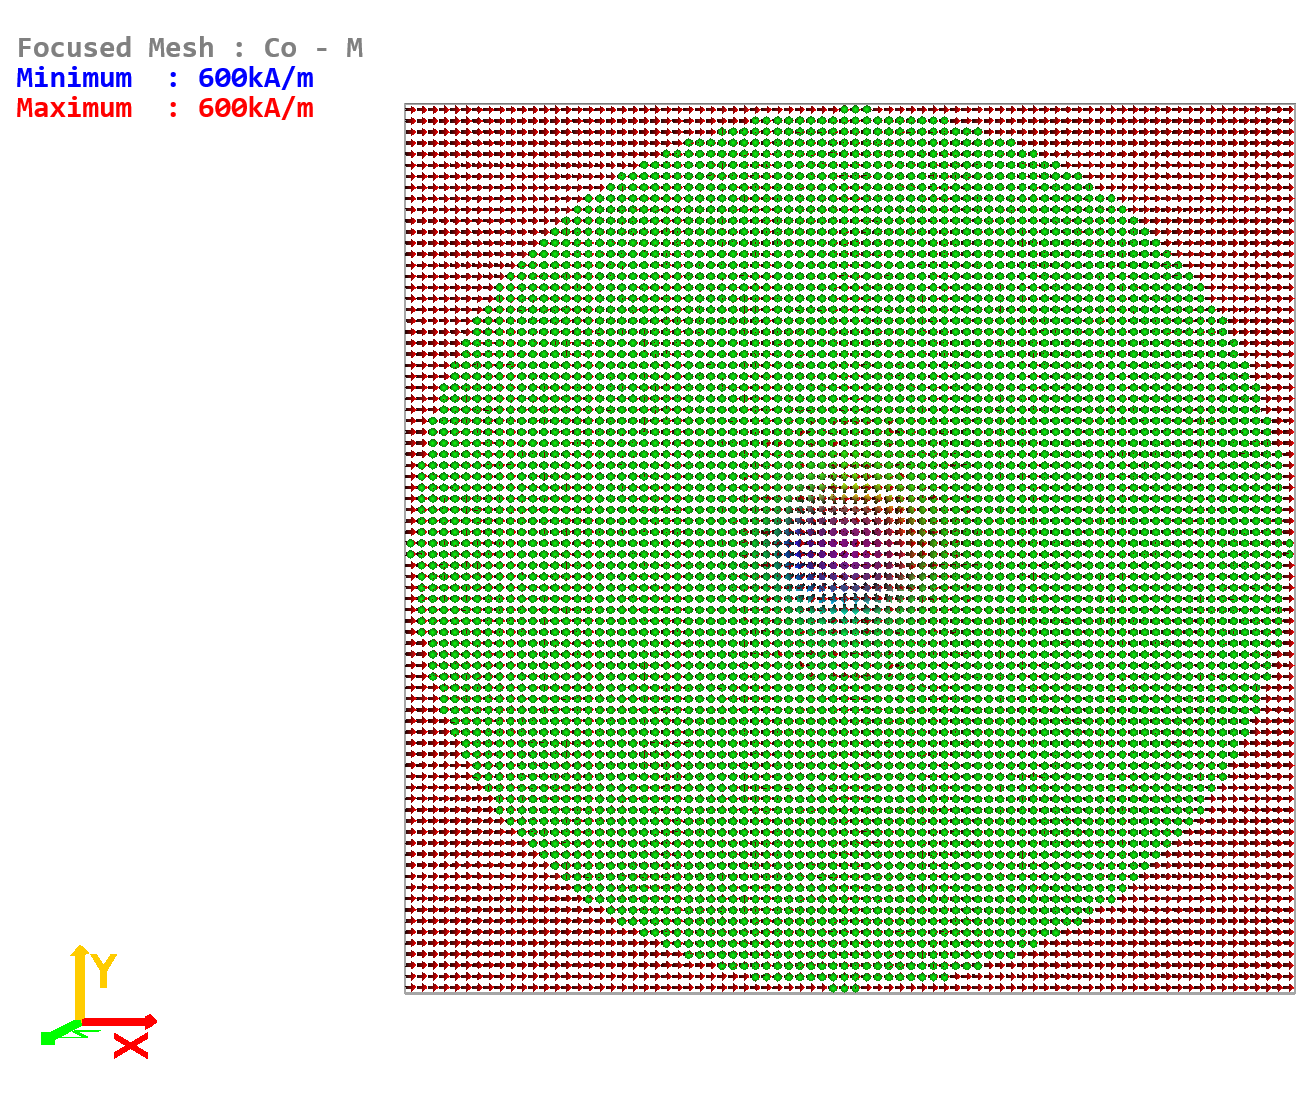 Focused Mesh : Co - M
Minimum  : 600kA/m
Maximum  : 600kA/m
Y
X